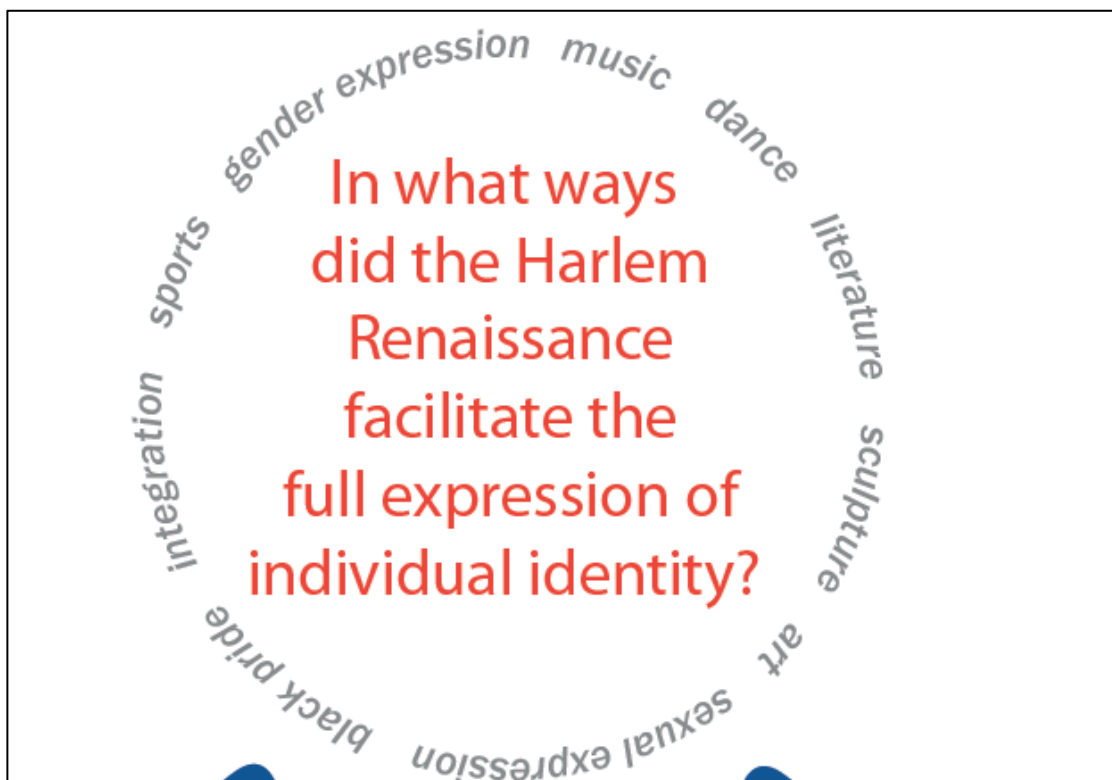 In what ways
did the Harlem
Renaissance
facilitate the
full expression of
individual identity?
gender expression
music
dance
literature
sculpture
art
sexual expression
black pride
integration
sports